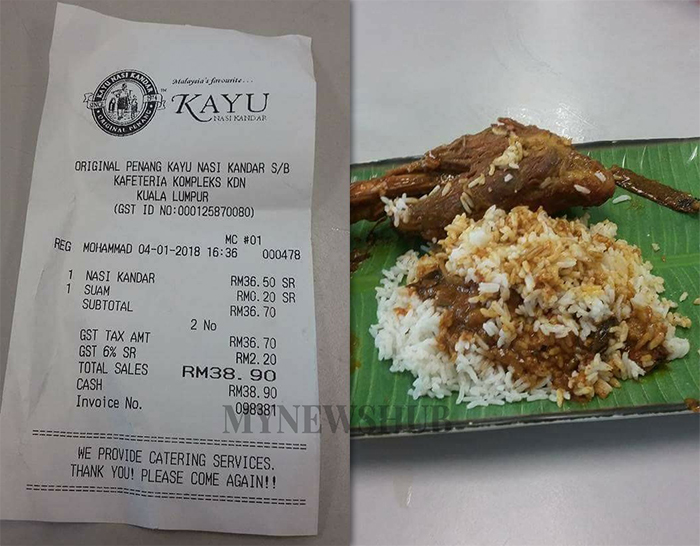 KAYU NASI KANDAR
ORIGINAL PENANG
Malaysia's favourite...
KAYU
NASI KANDAR
TM
ORIGINAL PENANG KAYU NASI KANDAR S/B
KAFETERIA KOMPLEKS KDN
KUALA LUMPUR
(GST ID NO:000125870080)
MC #01
REG MOHAMMAD 04-01-2018 16:36 000478
1 NASI KANDAR RM36.50 SR
1 SUAM RM0.20 SR
SUBTOTAL RM36.70
2 No
GST TAX AMT RM36.70
GST 6% SR RM2.20
TOTAL SALES RM38.90
CASH RM38.90
Invoice No. 098381
MYNEWSHUB
WE PROVIDE CATERING SERVICES.
THANK YOU! PLEASE COME AGAIN!!